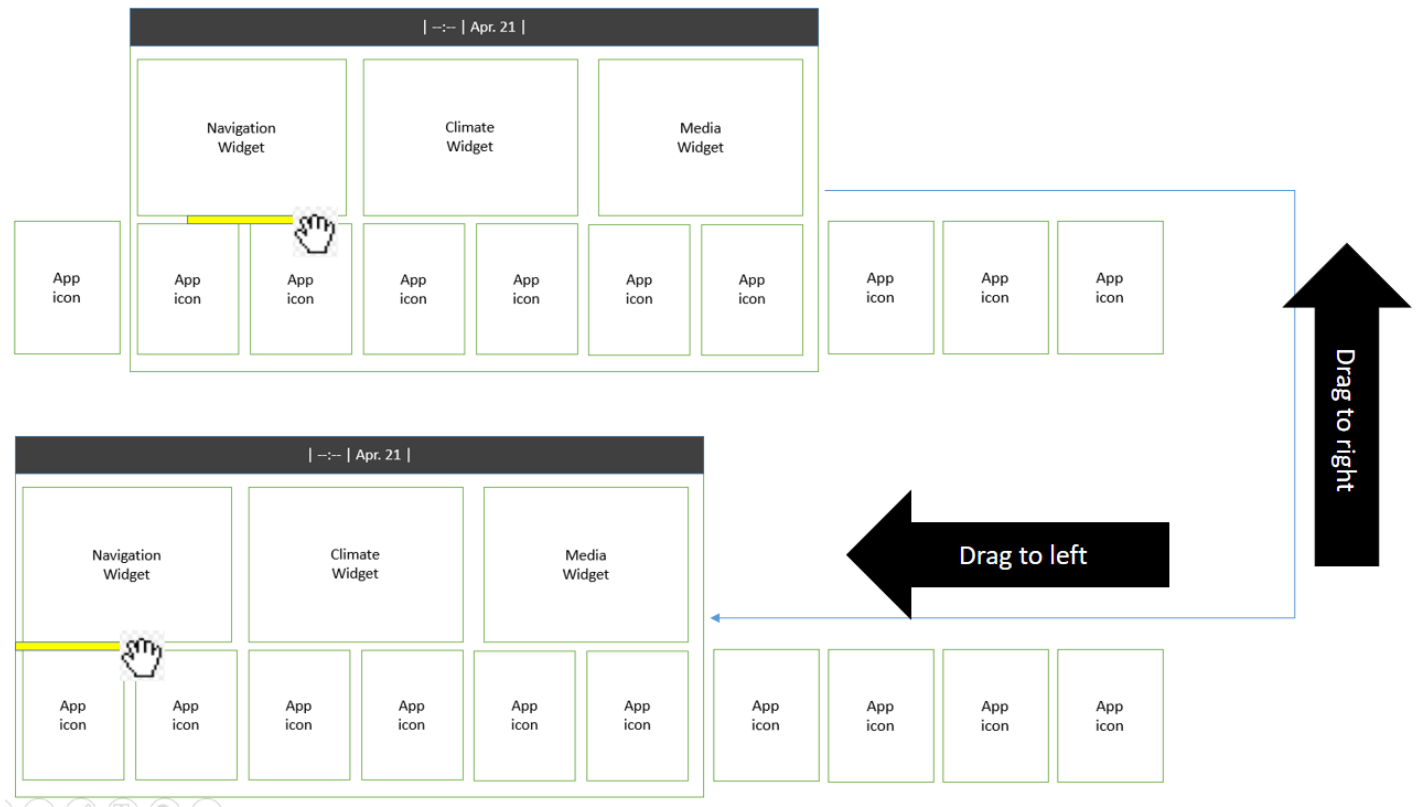 | --:-- | Apr. 21 |
Navigation
Widget
Climate
Widget
Media
Widget
App
icon
App
icon
App
icon
App
icon
App
icon
App
icon
App
icon
App
icon
App
icon
App
icon
Drag to right
| --:-- | Apr. 21 |
Navigation
Widget
Climate
Widget
Media
Widget
Drag to left
App
icon
App
icon
App
icon
App
icon
App
icon
App
icon
App
icon
App
icon
App
icon
App
icon